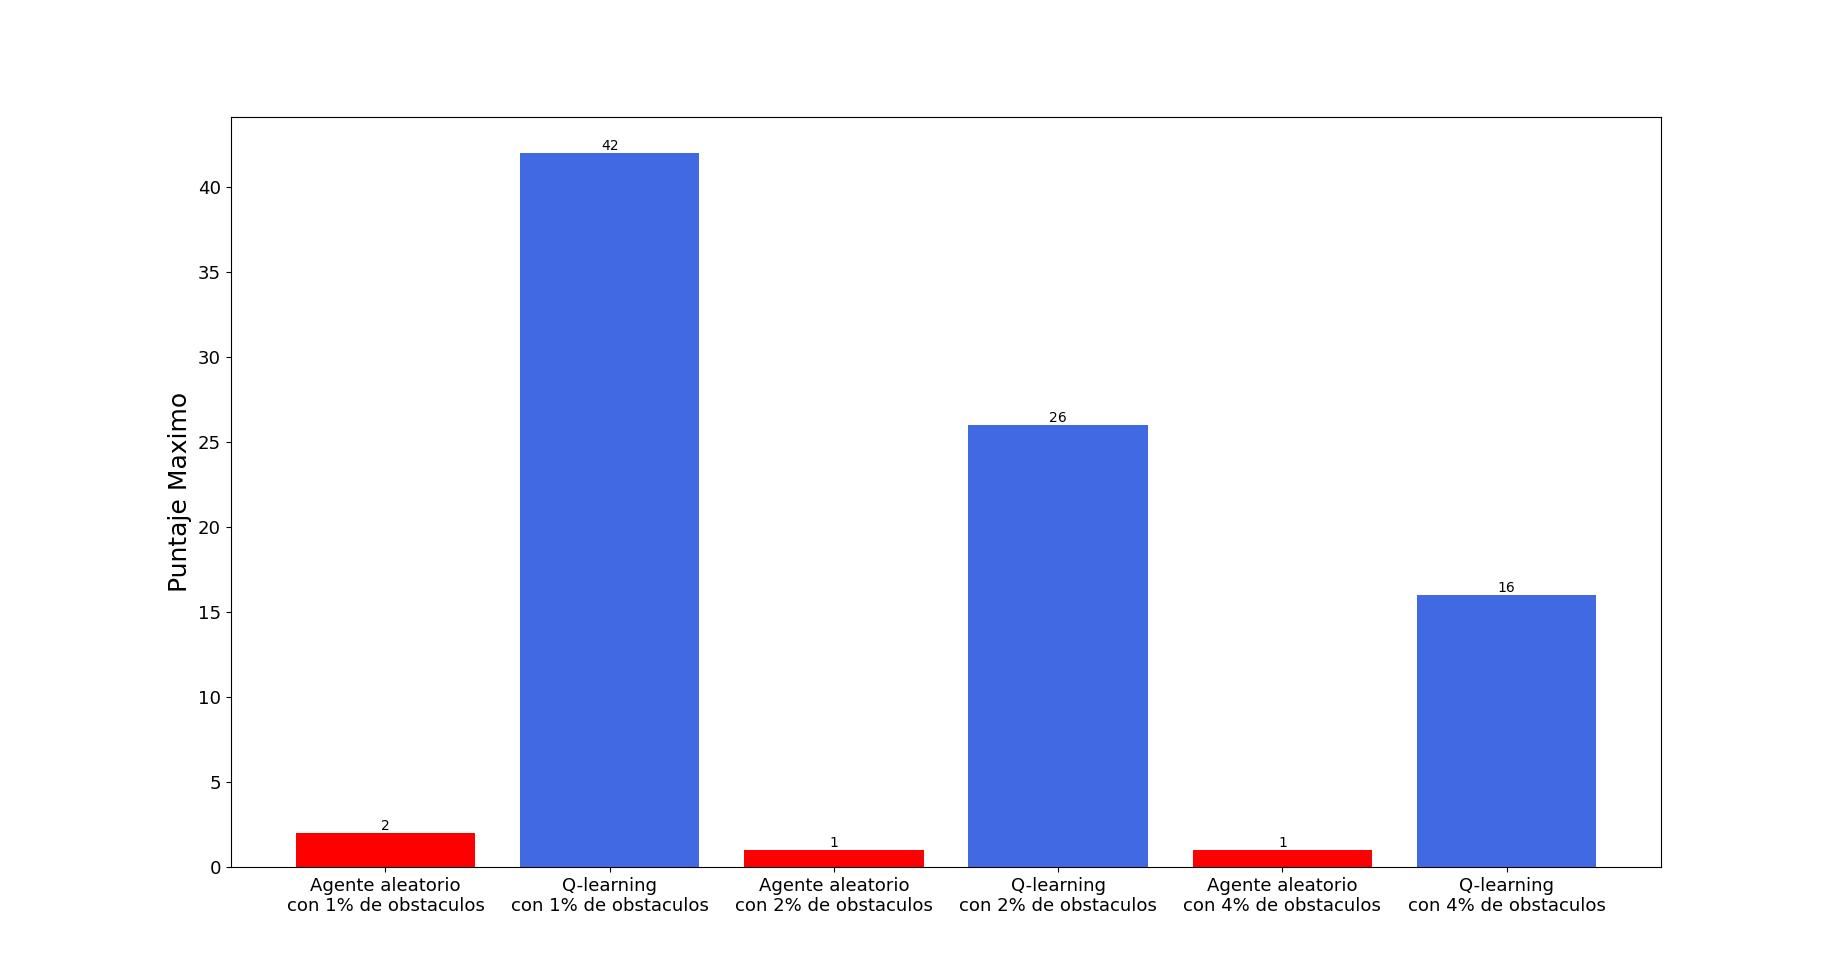 42
40
35
30
26
25
20
16
15
10
5
2
1
1
0
Puntaje Maximo
Agente aleatorio
con 1% de obstaculos
Q-learning
con 1% de obstaculos
Agente aleatorio
con 2% de obstaculos
Q-learning
con 2% de obstaculos
Agente aleatorio
con 4% de obstaculos
Q-learning
con 4% de obstaculos